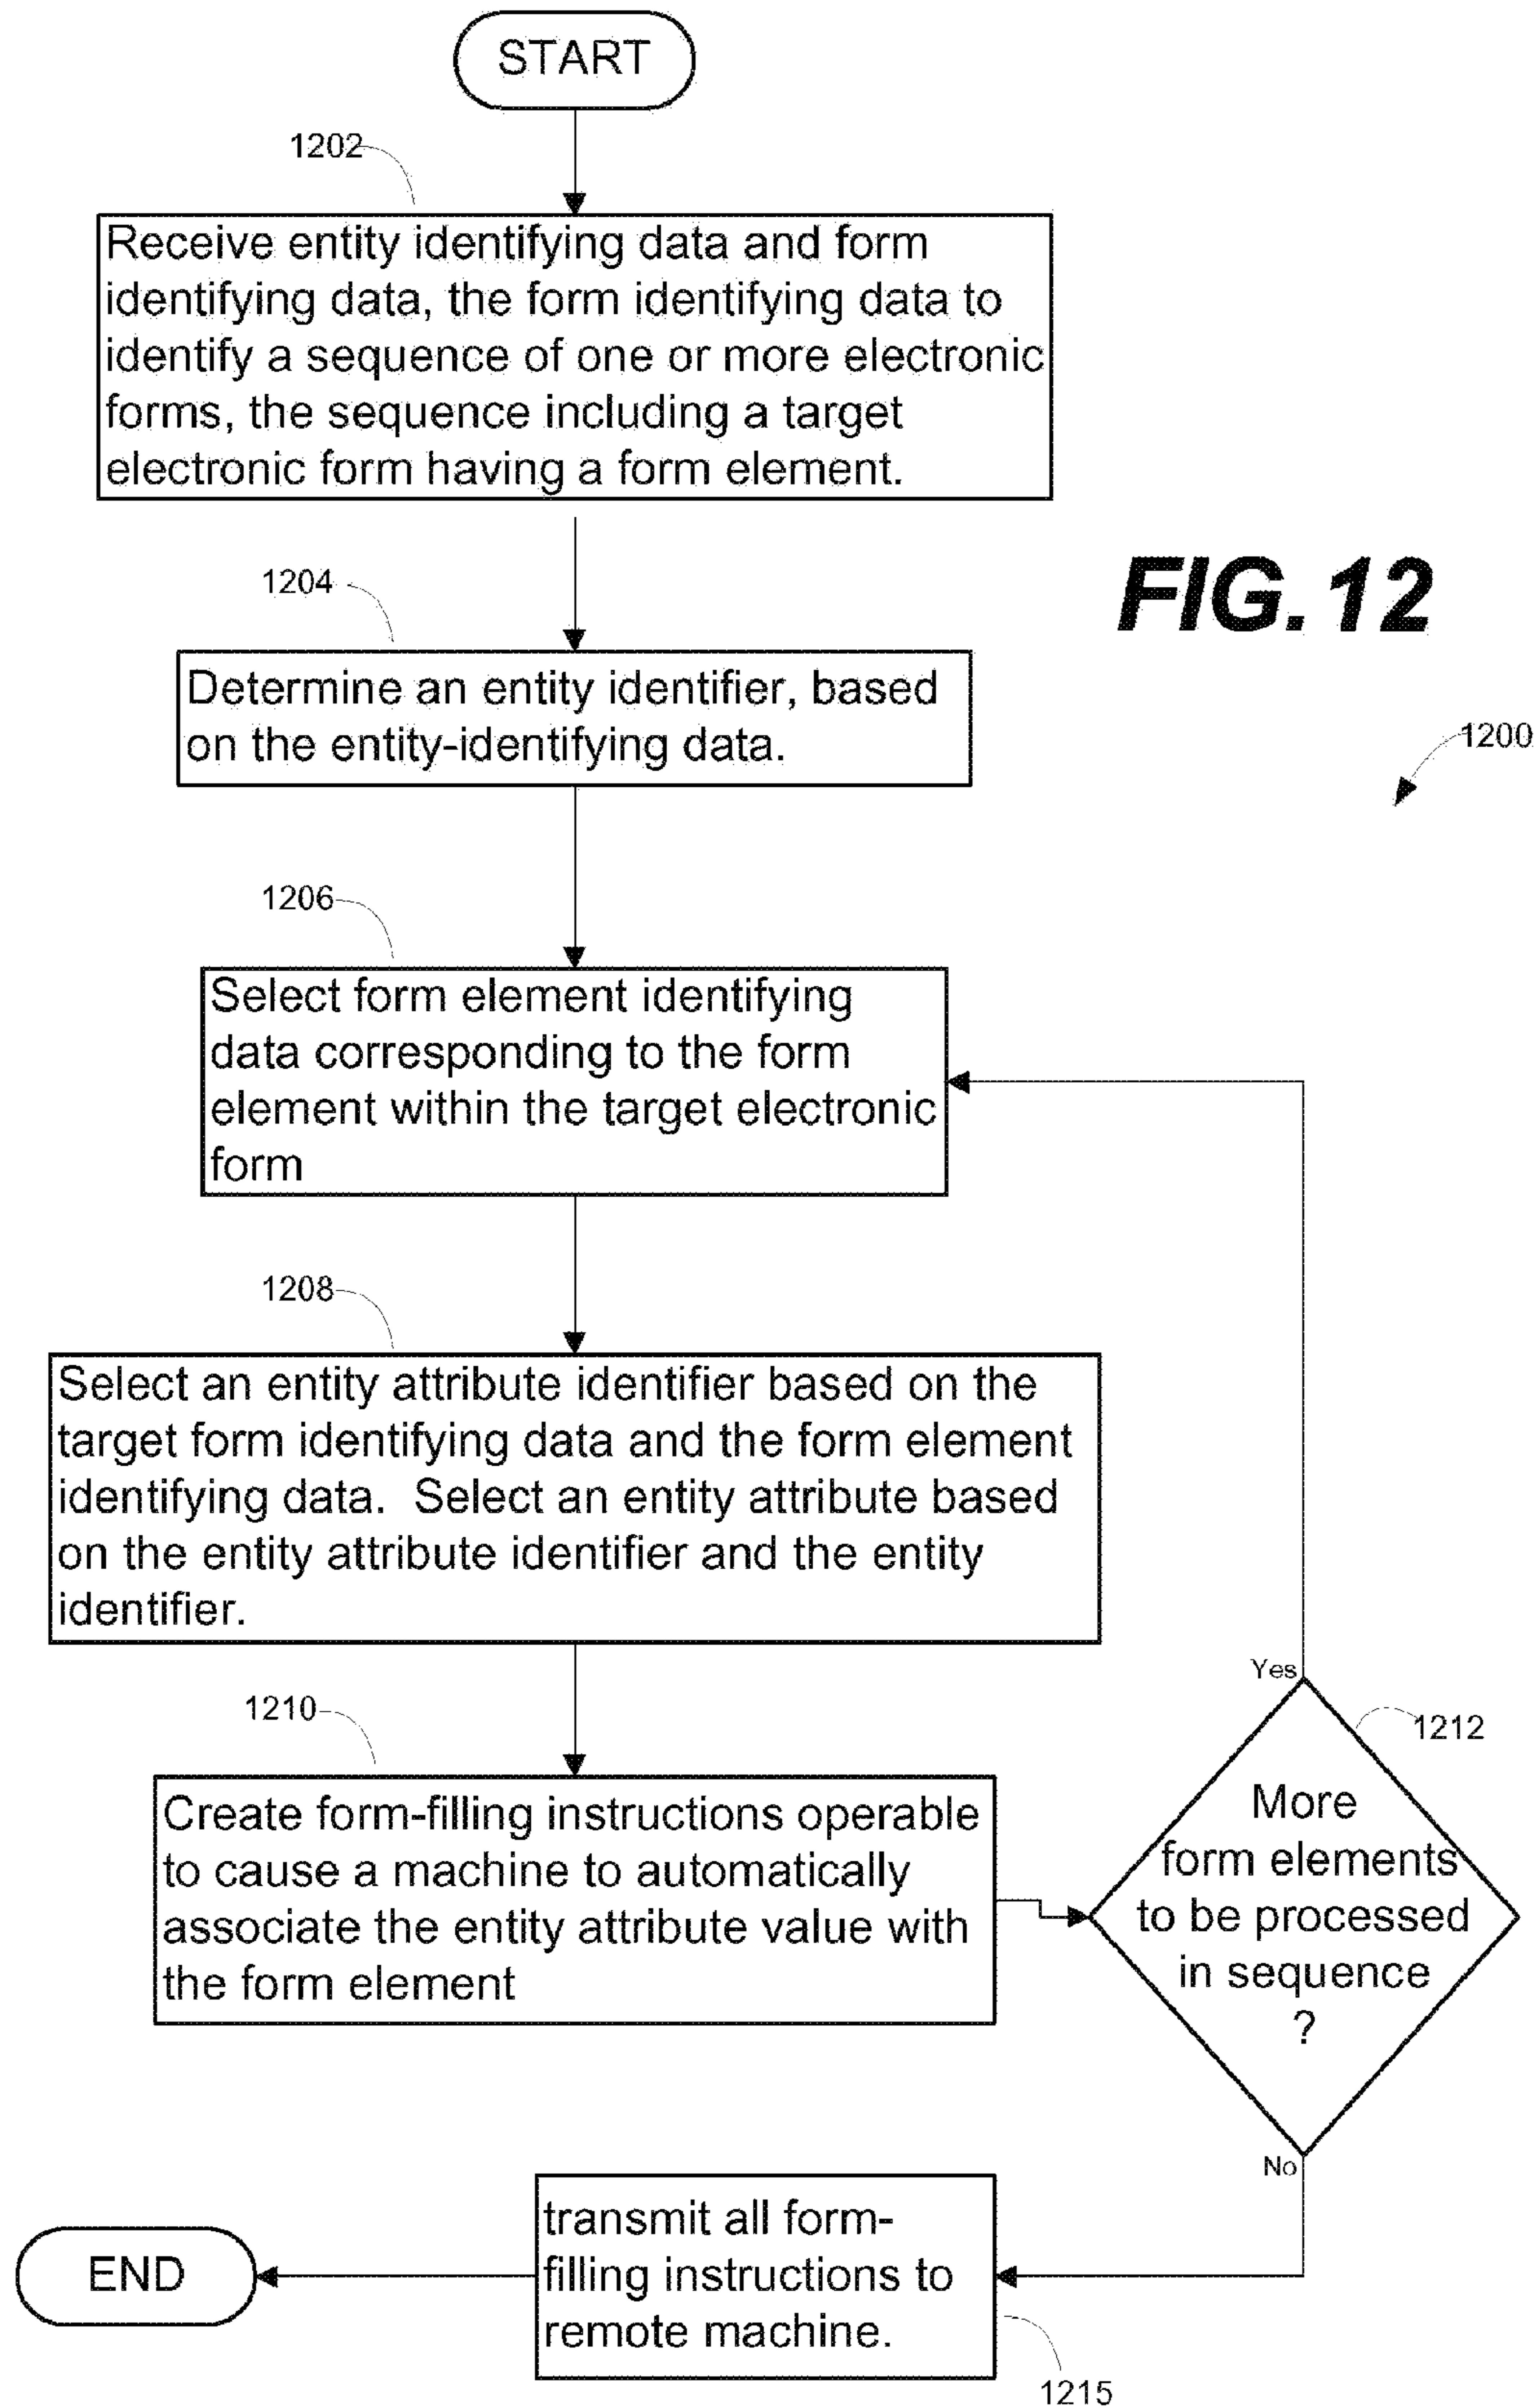 START
1202
Receive entity identifying data and form
identifying data, the form identifying data to
identify a sequence of one or more electronic
forms, the sequence including a target
electronic form having a form element.
FIG. 12
1204
Determine an entity identifier, based
on the entity-identifying data.
1200
1206
Select form element identifying
data corresponding to the form
element within the target electronic
form
1208
Select an entity attribute identifier based on the
target form identifying data and the form element
identifying data.  Select an entity attribute based
on the entity attribute identifier and the entity
identifier.
Yes
1210
1212
Create form-filling instructions operable
to cause a machine to automatically
associate the entity attribute value with
the form element
More
form elements
to be processed
in sequence
?
No
transmit all form-
filling instructions to
remote machine.
END
1215